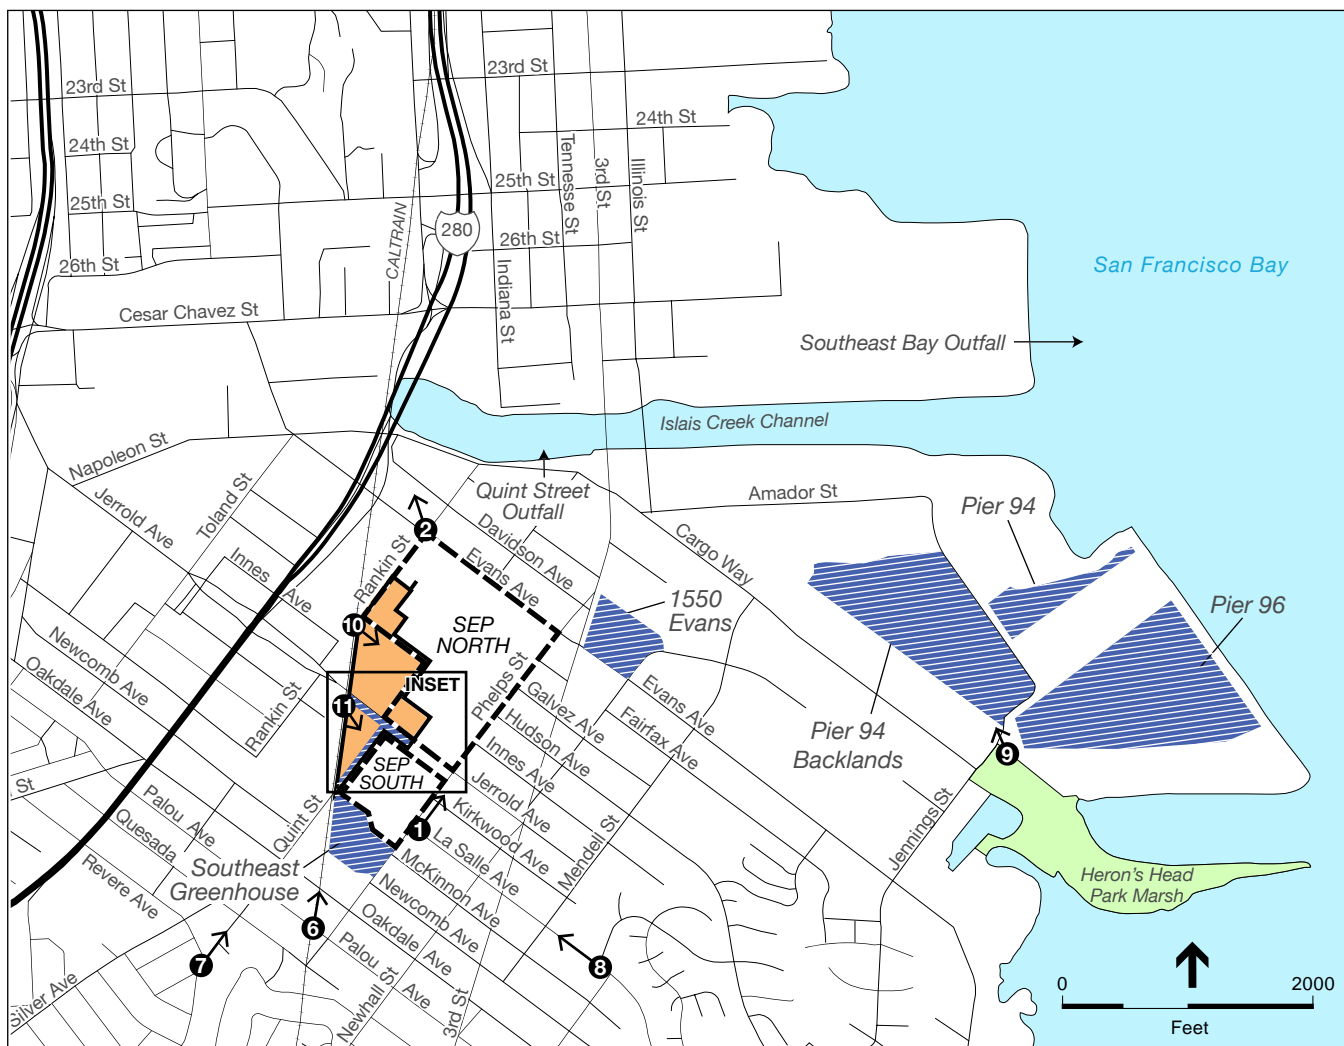 23rd St
23rd St
24th St
24th St
Tennesse St
3rd St
Illinois St
25th St
25th St
CALTRAIN
280
26th St
26th St
San Francisco Bay
Indiana St
Cesar Chavez St
Southeast Bay Outfall
Islais Creek Channel
Napoleon St
Jerrold Ave
Toland St
Quint Street
Outfall
Amador St
Pier 94
2
Davidson Ave
Cargo Way
Rankin St
Evans Ave
Innes Ave
1550
Evans
Pier 96
10
SEP
NORTH
Newcomb Ave
Oakdale Ave
Rankin St
INSET
Phelps St
Galvez Ave
Evans Ave
11
Hudson Ave
Fairfax Ave
Pier 94
Backlands
9
SEP
SOUTH
Innes Ave
Jerrold Ave
St
Palou Ave
Quesada
Quint St
1
Kirkwood Ave
La Salle Ave
Mendell St
Jennings St
Revere Ave
Southeast
Greenhouse
McKinnon Ave
Newcomb Ave
Heron's Head
Park Marsh
6
Oakdale Ave
7
Palou Ave
8
Silver Ave
Newhall St
3rd St
0
2000
Feet